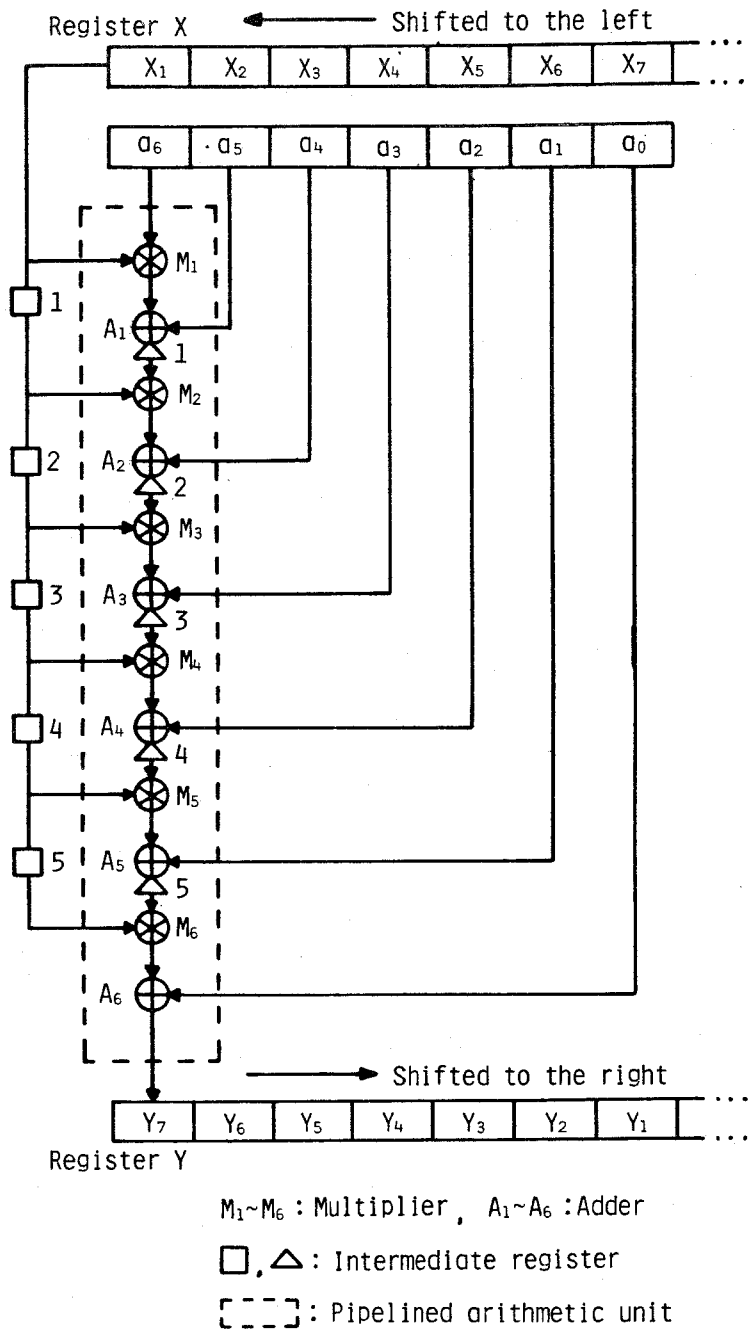 Register X Shifted to the left
X₁ X₂ X₃ X₄ X₅ X₆ X₇ ...
...
a₆ a₅ a₄ a₃ a₂ a₁ a₀
M₁
1
A₁
1
M₂
A₂
2 2
M₃
3 A₃
3
M₄
4 A₄
4
M₅
5 A₅
5
M₆
A₆
Shifted to the right
Y₇ Y₆ Y₅ Y₄ Y₃ Y₂ Y₁ ...
...
Register Y
M₁~M₆ : Multiplier , A₁~A₆ : Adder
□ , △ : Intermediate register
: Pipelined arithmetic unit